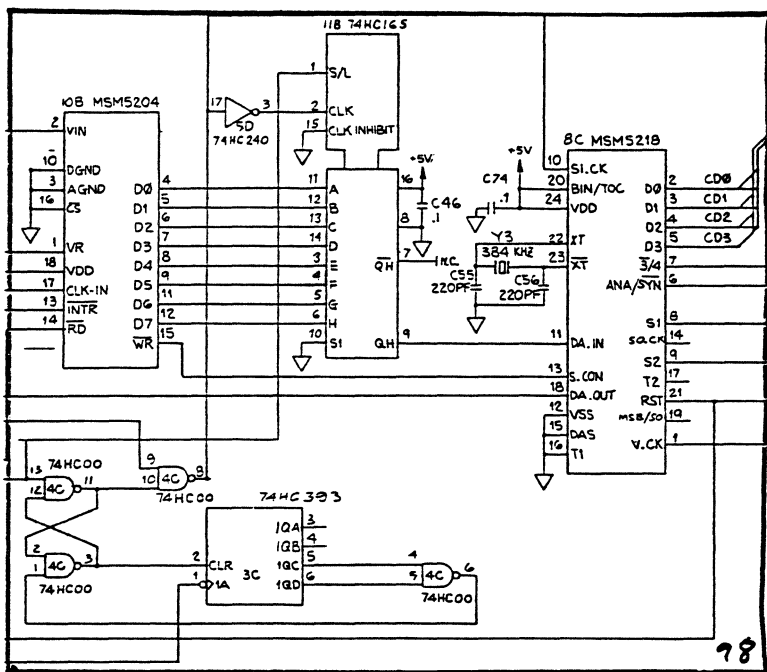 11B 74HC165
1 S/L
17 3 2 CLK
5D
74HC240
15 CLK INHIBIT
10B MSM5204
2 VIN
10 DGND
3 AGND
16 CS
1 VR
18 VDD
17 CLK-IN
13 INTR
14 RD
D0 4
D1 5
D2 6
D3 7
D4 8
D5 9
D6 11
D7 12
WR 15
11 A
12 B
13 C
14 D
3 E
4 F
5 G
6 H
10 S1
16
+5V
C46
.1
8
7 N.C.
QH
QH 9
8C MSM5218
+5V
C74
.1
10 SI.CK
20 BIN/TOC
24 VDD
22 XT
23 XT
Y3
384 KHZ
C55
220PF
C56
220PF
11 DA.IN
13 S.CON
18 DA.OUT
12 VSS
15 DAS
16 T1
D0 2 CD0
D1 3 CD1
D2 4 CD2
D3 5 CD3
3/4 7
ANA/SYN 6
S1 8
SO.CK 14
S2 9
T2 17
RST 21
MSB/SO 19
V.CK 1
74HC00
13
12 4C 11
9
10 4C 8
74HC00
2
1 4C 3
74HC00
74HC393
2 CLR
1 1A
3C
1QA 3
1QB 4
1QC 5
1QD 6
4
5 4C 6
74HC00
98